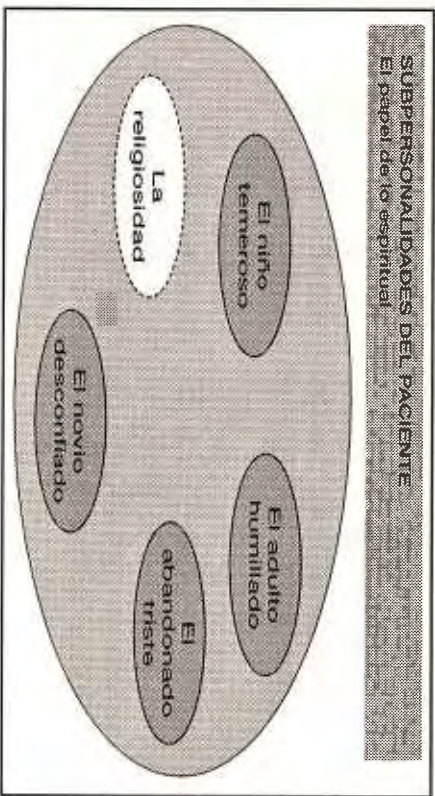 SUBPERSONALIDADES DEL PACIENTE
El papel de lo espiritual
El niño
temeroso
El adulto
humillado
La
religiosidad
El
abandonado
triste
El novio
desconfiado